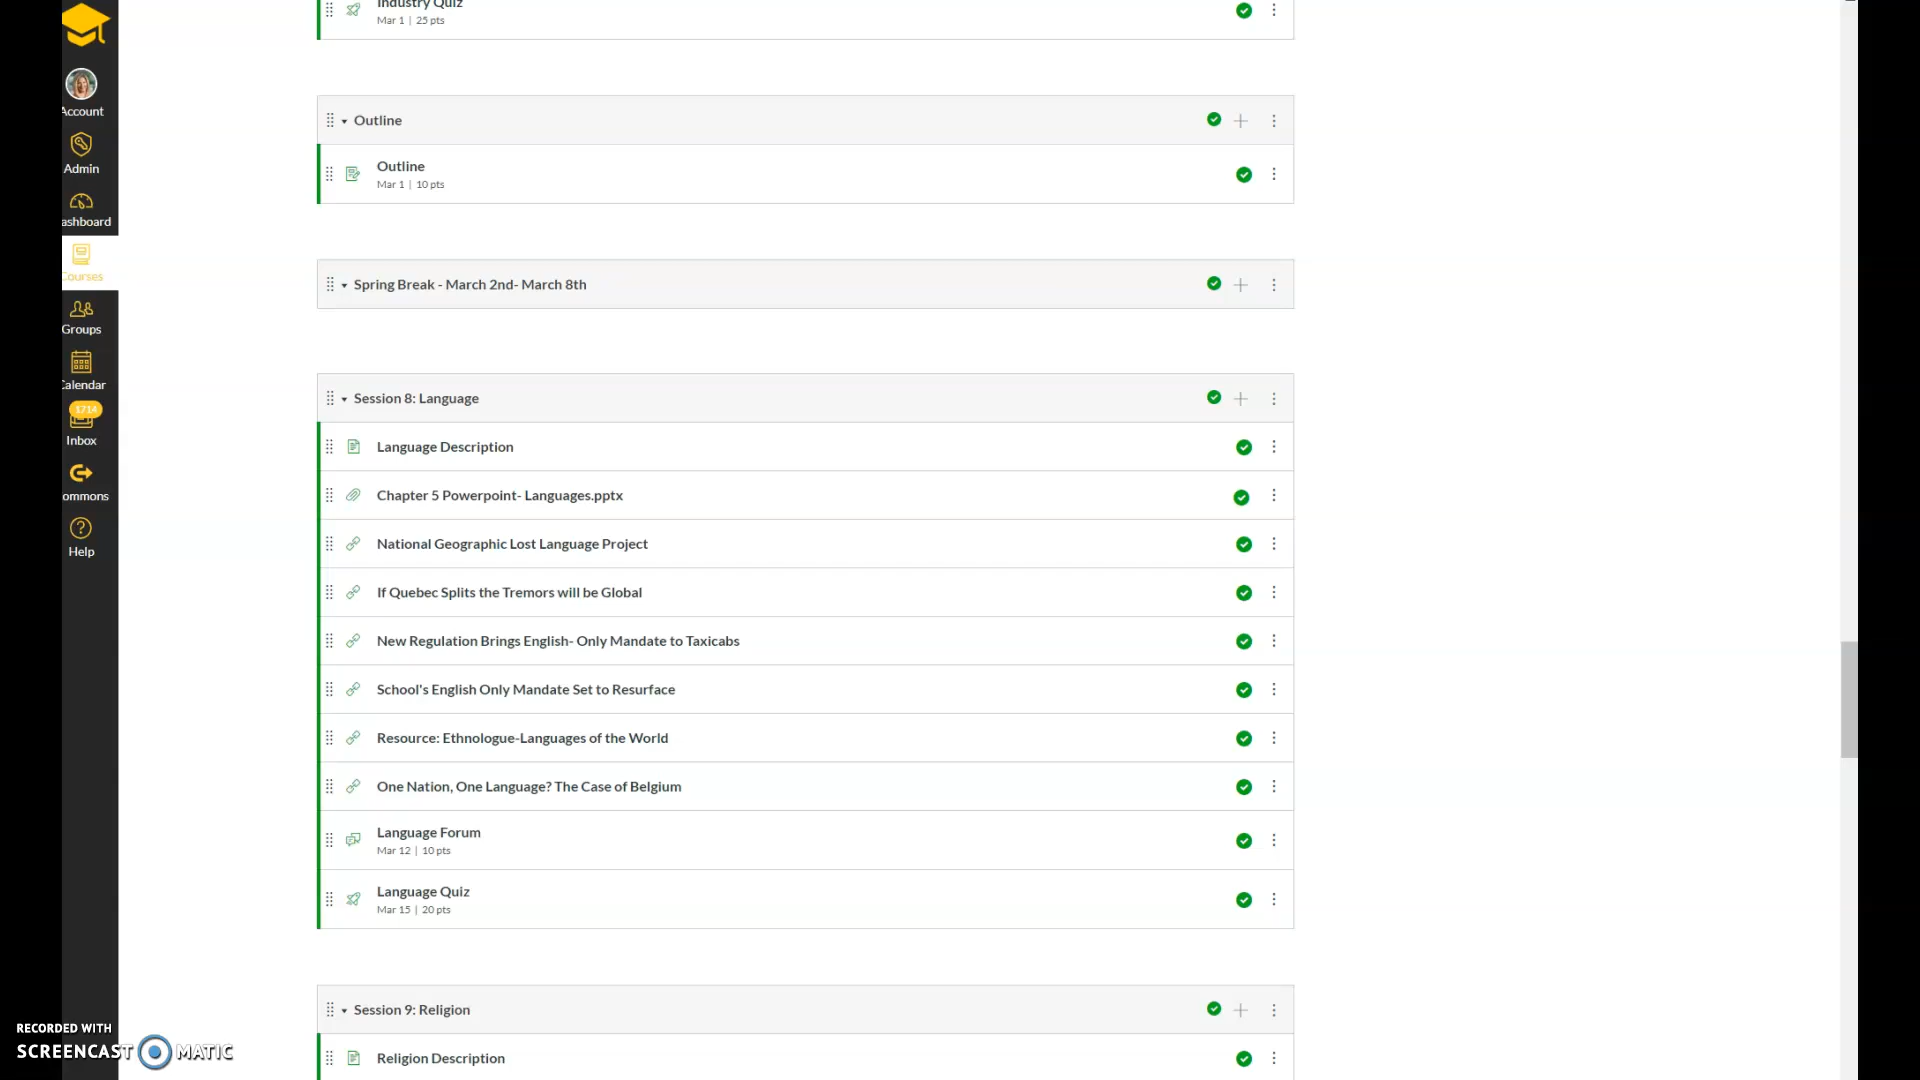 Industry Quiz
Mar 1 | 25 pts
Account
Admin
ashboard
Courses
Groups
Calendar
1714
Inbox
ommons
Help
Outline
Outline
Mar 1 | 10 pts
Spring Break - March 2nd- March 8th
Session 8: Language
Language Description
Chapter 5 Powerpoint- Languages.pptx
National Geographic Lost Language Project
If Quebec Splits the Tremors will be Global
New Regulation Brings English- Only Mandate to Taxicabs
School's English Only Mandate Set to Resurface
Resource: Ethnologue-Languages of the World
One Nation, One Language? The Case of Belgium
Language Forum
Mar 12 | 10 pts
Language Quiz
Mar 15 | 20 pts
Session 9: Religion
Religion Description
RECORDED WITH
SCREENCAST MATIC